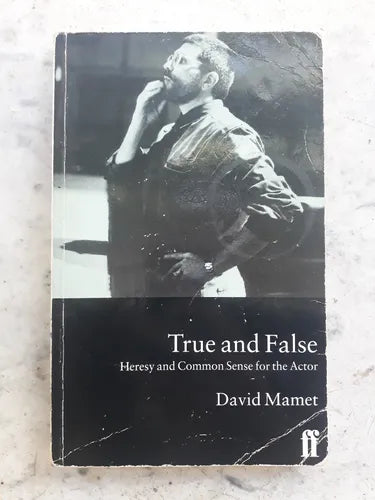 True and False
Heresy and Common Sense for the Actor
David Mamet
ff